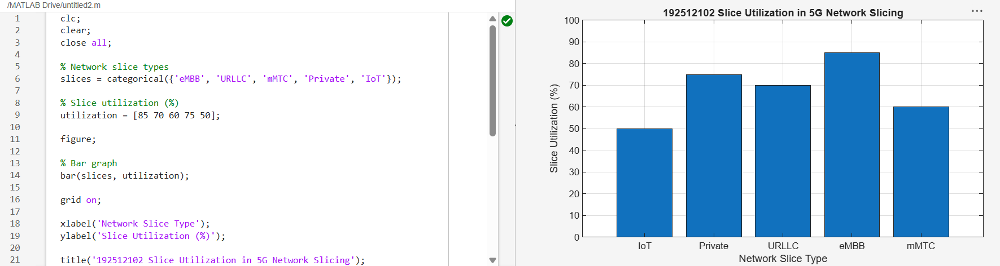 /MATLAB Drive/untitled2.m
1 clc;
2 clear;
3 close all;
4
5 % Network slice types
6 slices = categorical({'eMBB', 'URLLC', 'mMTC', 'Private', 'IoT'});
7
8 % Slice utilization (%)
9 utilization = [85 70 60 75 50];
10
11 figure;
12
13 % Bar graph
14 bar(slices, utilization);
15
16 grid on;
17
18 xlabel('Network Slice Type');
19 ylabel('Slice Utilization (%)');
20
21 title('192512102 Slice Utilization in 5G Network Slicing');
192512102 Slice Utilization in 5G Network Slicing
Slice Utilization (%)
100
90
80
70
60
50
40
30
20
10
0
IoT Private URLLC eMBB mMTC
Network Slice Type